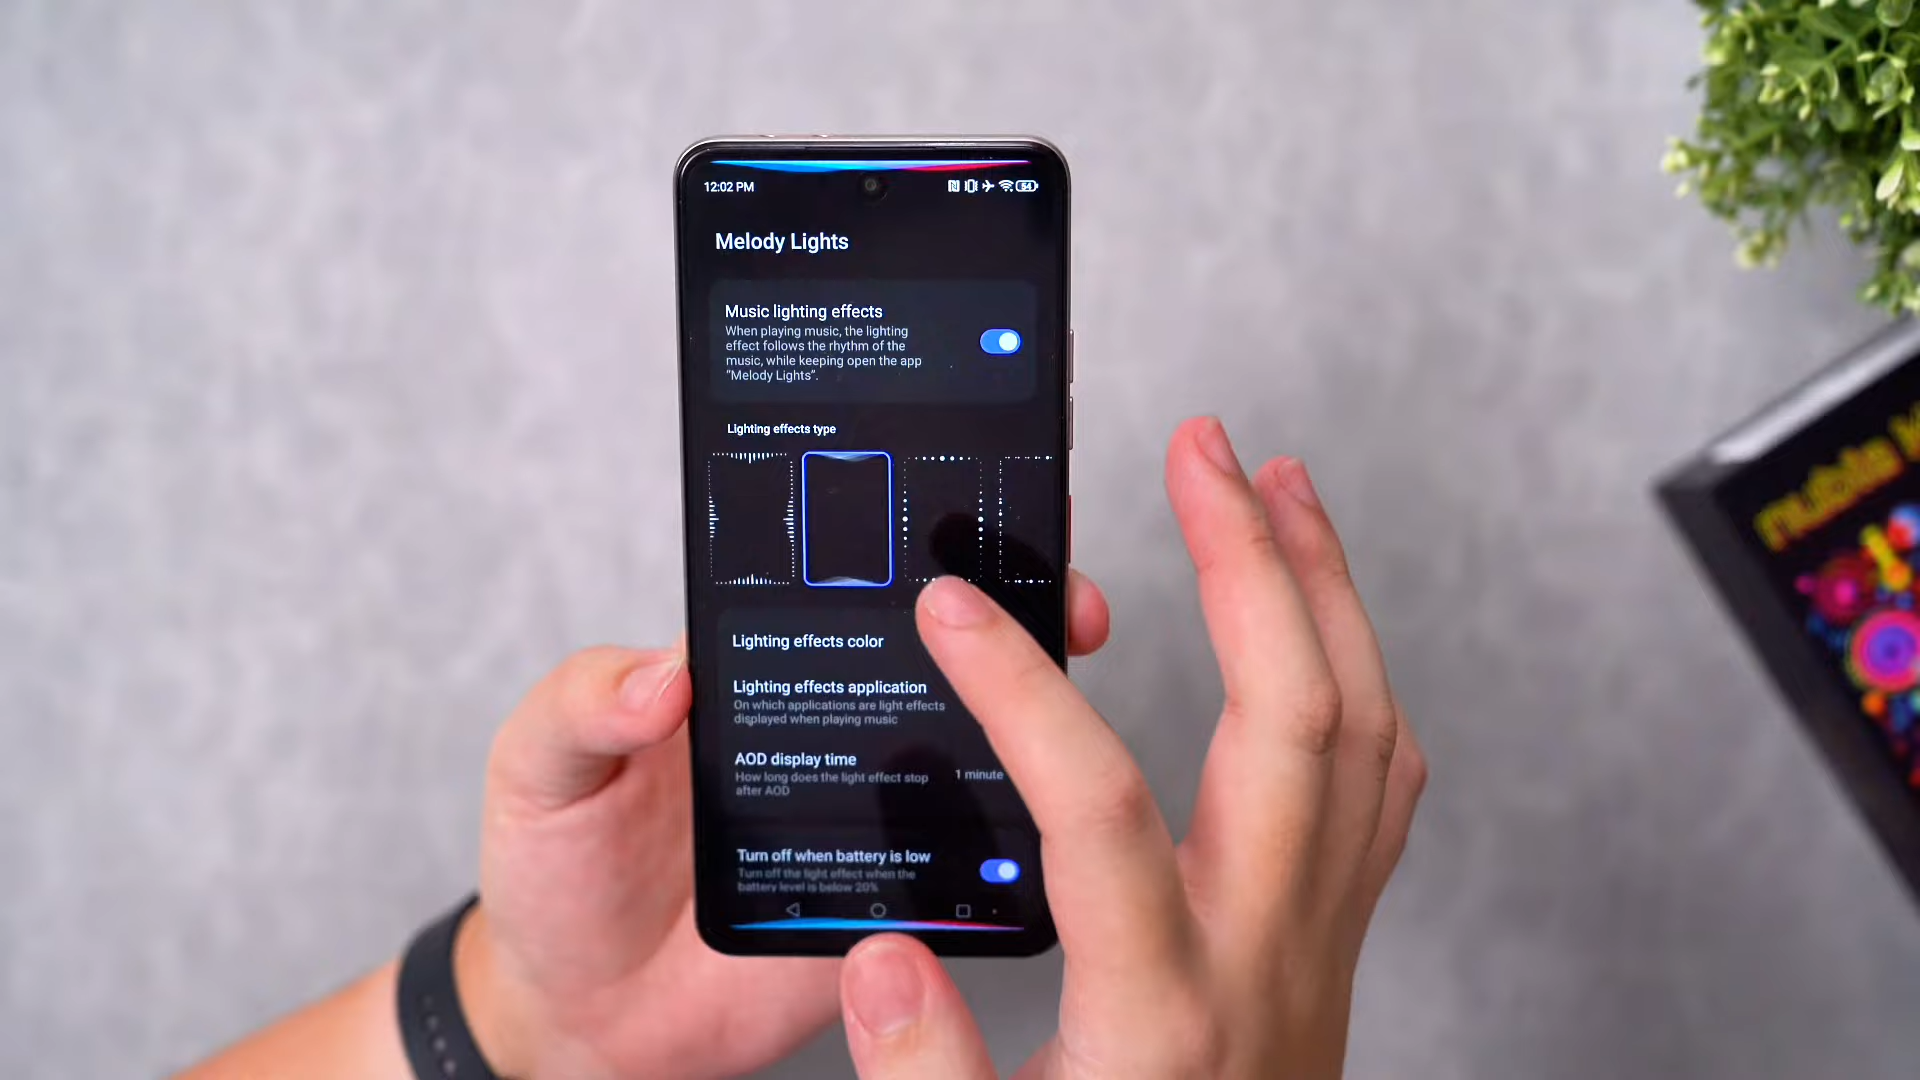 12:02 PM
54
Melody Lights
Music lighting effects
When playing music, the lighting
effect follows the rhythm of the
music, while keeping open the app
“Melody Lights”.
Lighting effects type
Lighting effects color
Lighting effects application
On which applications are light effects
displayed when playing music
AOD display time
How long does the light effect stop
after AOD
1 minute
Turn off when battery is low
Turn off the light effect when the
battery level is below 20%
nubia